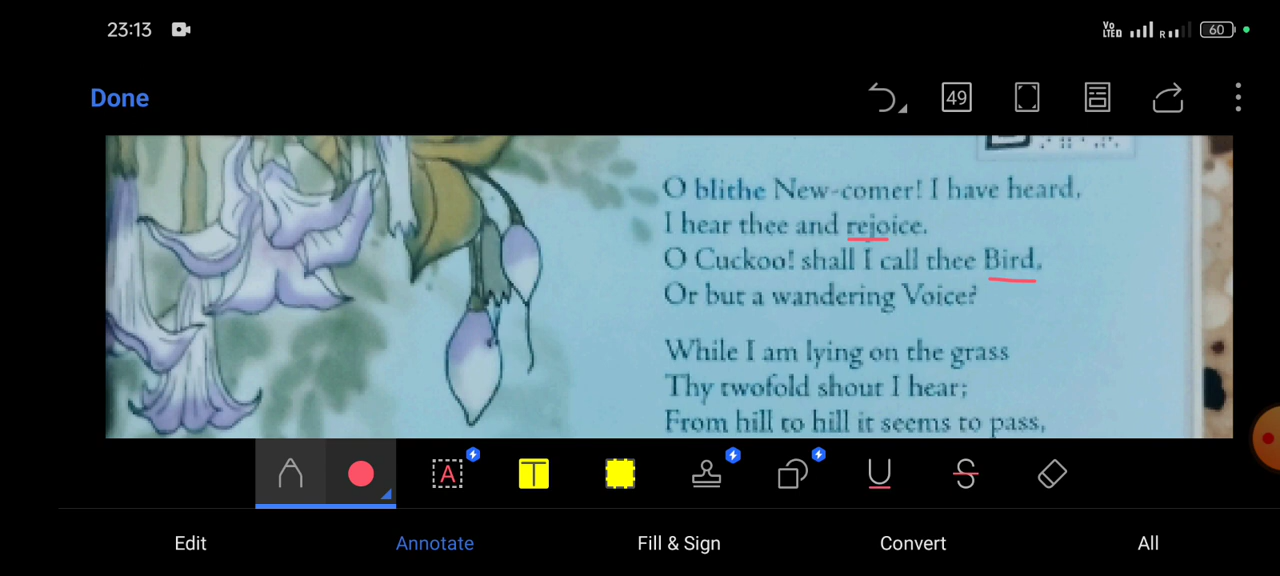 23:13
Vo LTED R 60
Done
49
O blithe New-comer! I have heard,
I hear thee and rejoice.
O Cuckoo! shall I call thee Bird,
Or but a wandering Voice?
While I am lying on the grass
Thy twofold shout I hear;
From hill to hill it seems to pass,
A T U S
Edit Annotate Fill & Sign Convert All